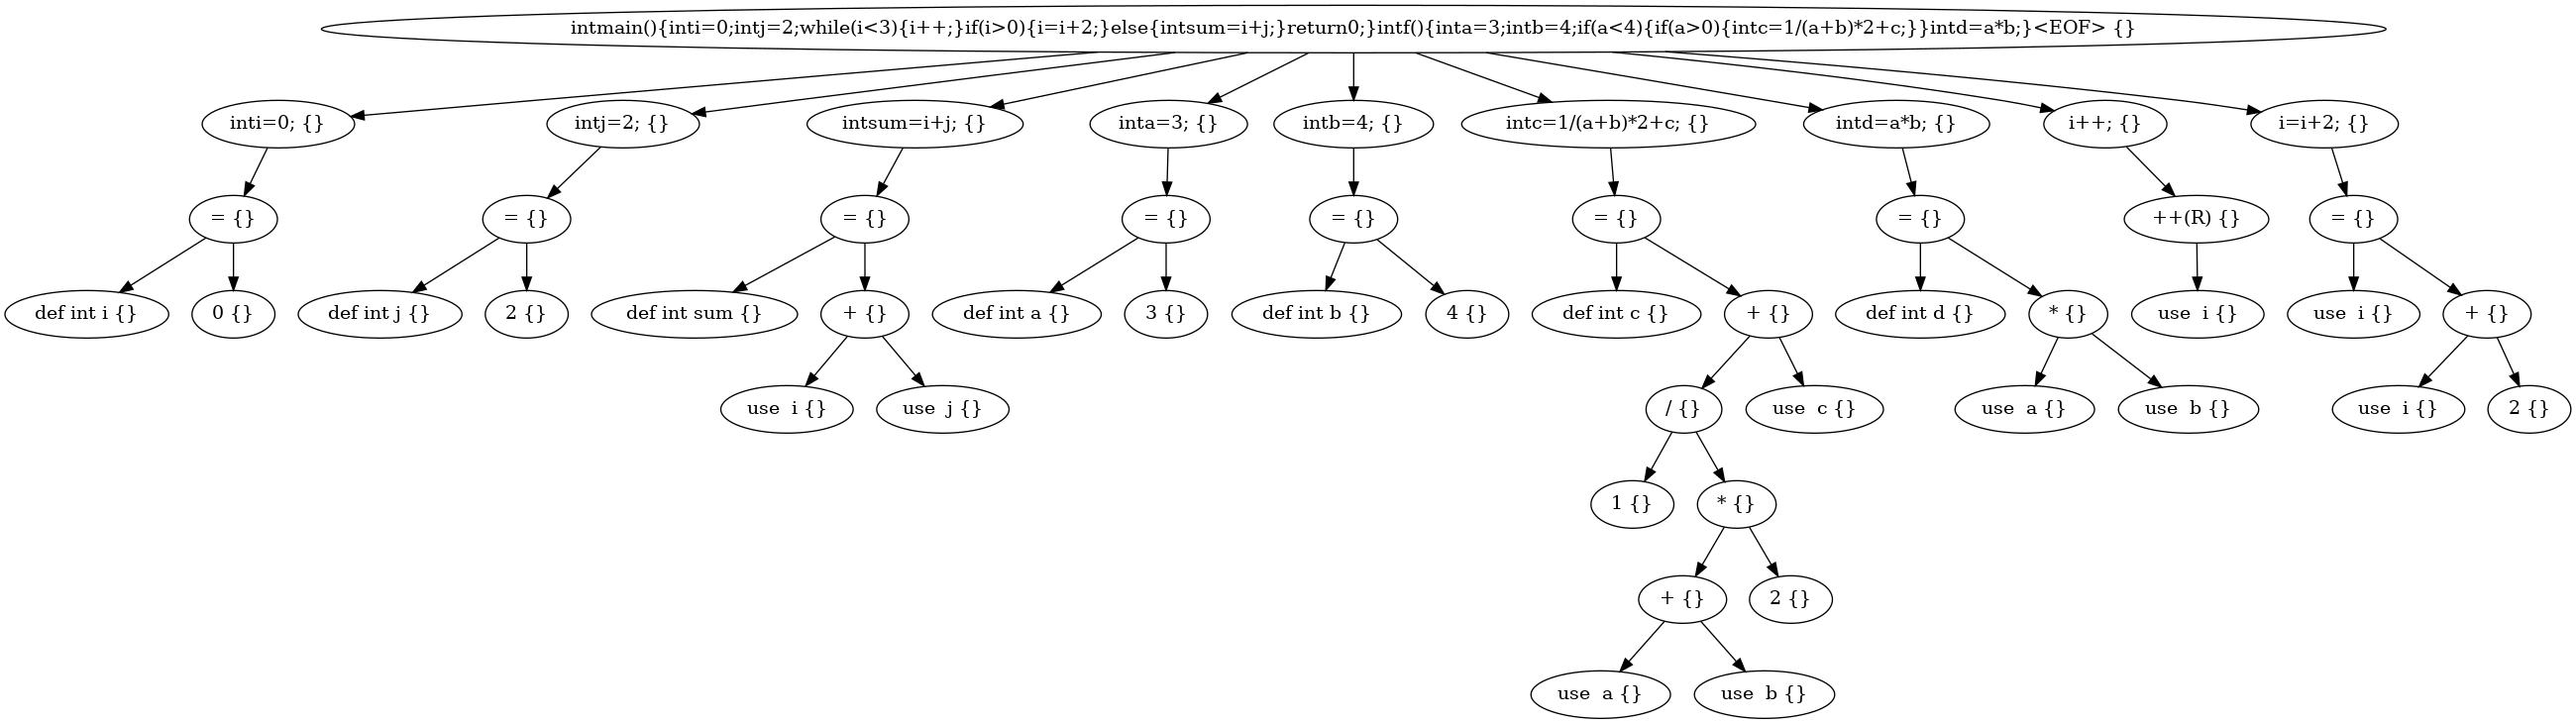 intmain(){inti=0;intj=2;while(i<3){i++;}if(i>0){i=i+2;}else{intsum=i+j;}return0;}intf(){inta=3;intb=4;if(a<4){if(a>0){intc=1/(a+b)*2+c;}}intd=a*b;}<EOF> {}
inti=0; {}
intj=2; {}
intsum=i+j; {}
inta=3; {}
intb=4; {}
intc=1/(a+b)*2+c; {}
intd=a*b; {}
i++; {}
i=i+2; {}
= {}
= {}
= {}
= {}
= {}
= {}
= {}
++(R) {}
= {}
def int i {}
0 {}
def int j {}
2 {}
def int sum {}
+ {}
def int a {}
3 {}
def int b {}
4 {}
def int c {}
+ {}
def int d {}
* {}
use  i {}
use  i {}
+ {}
use  i {}
use  j {}
/ {}
use  c {}
use  a {}
use  b {}
use  i {}
2 {}
1 {}
* {}
+ {}
2 {}
use  a {}
use  b {}